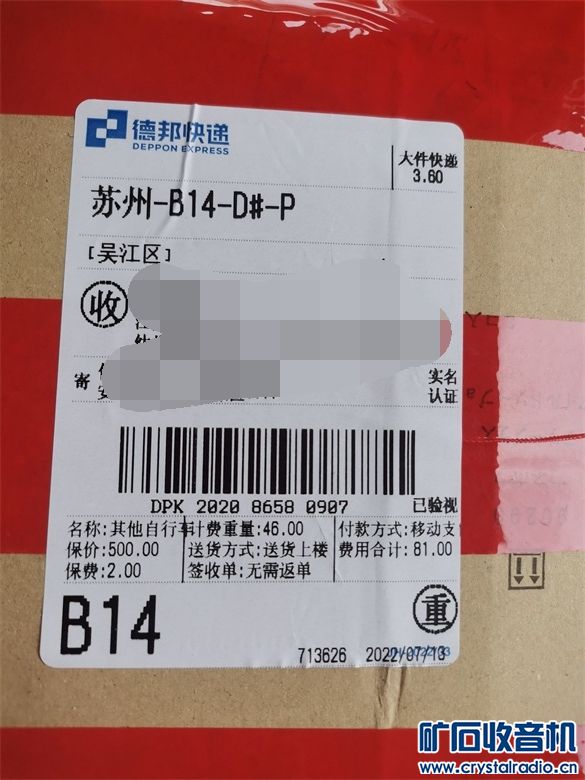 德邦快递
DEPPON EXPRESS
大件快递
3.60
苏州-B14-D#-P
[吴江区]
收
寄
实名
认证
DPK 2020 8658 0907
已验视
名称:其他自行车
计费重量:46.00
付款方式:移动支
保价:500.00
送货方式:送货上楼
费用合计:81.00
保费:2.00
签收单:无需返单
B14
重
713626
2022/07/13
矿石收音机
www.crystalradio.cn